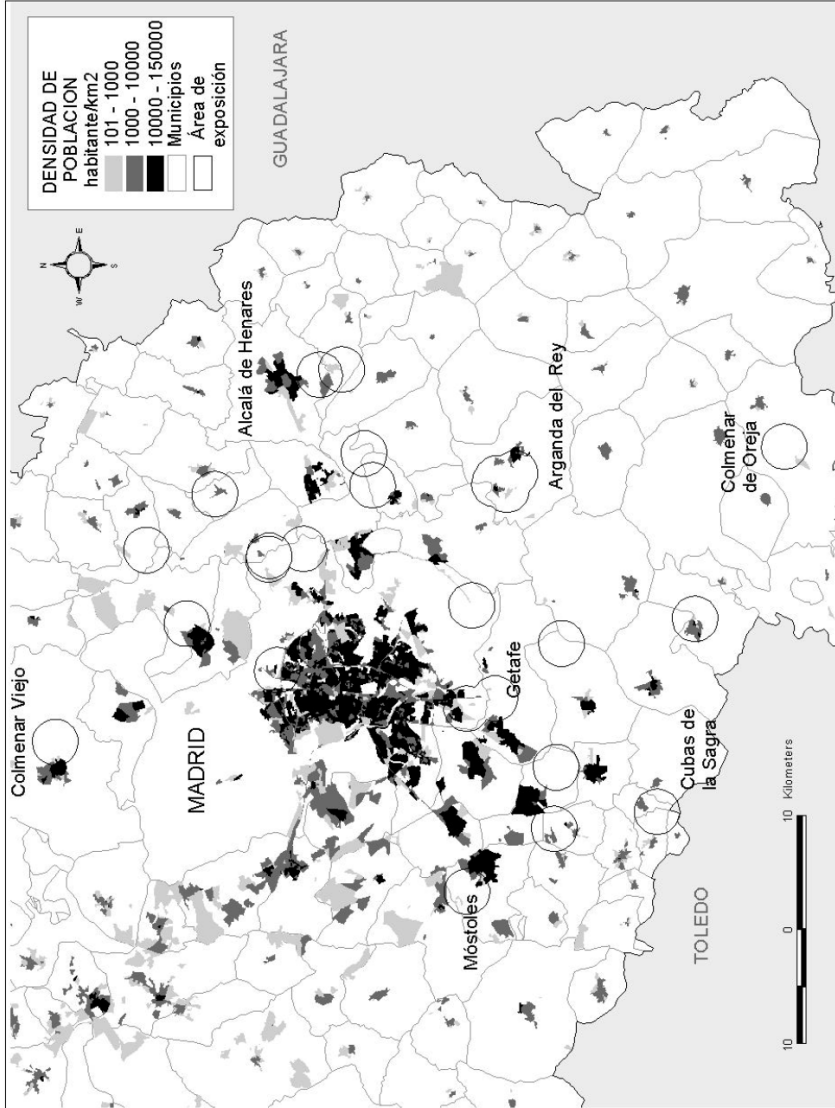 DENSIDAD DE
POBLACION
habitante/km2
101 - 1000
1000 - 10000
10000 - 150000
Municipios
Área de
exposición
GUADALAJARA
N
W
E
S
Colmenar Viejo
MADRID
Alcalá de Henares
Arganda del Rey
Getafe
Móstoles
Cubas de
la Sagra
Colmenar
de Oreja
TOLEDO
10
0
10
Kilometers